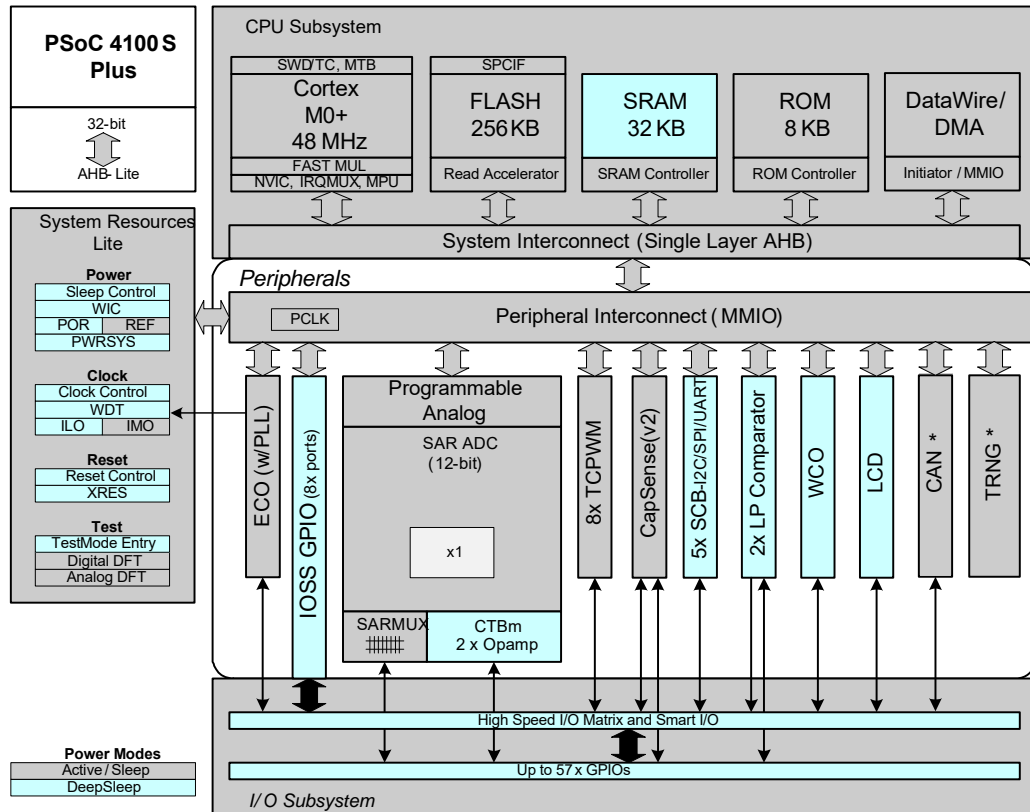 PSoC 4100S
Plus
32-bit
AHB-Lite
CPU Subsystem
SWD/TC, MTB
Cortex
M0+
48 MHz
FAST MUL
NVIC, IRQMUX, MPU
SPCIF
FLASH
256 KB
Read Accelerator
SRAM
32 KB
SRAM Controller
ROM
8 KB
ROM Controller
DataWire/
DMA
Initiator / MMIO
System Interconnect (Single Layer AHB)
System Resources
Lite
Power
Sleep Control
WIC
POR
REF
PWRSYS
Clock
Clock Control
WDT
ILO
IMO
Reset
Reset Control
XRES
Test
TestMode Entry
Digital DFT
Analog DFT
Peripherals
PCLK
Peripheral Interconnect (MMIO)
ECO (w/PLL)
IOSS GPIO (8x ports)
Programmable
Analog
SAR ADC
(12-bit)
x1
SARMUX
CTBm
2 x Opamp
8x TCPWM
CapSense(v2)
5x SCB-I2C/SPI/UART
2x LP Comparator
WCO
LCD
CAN *
TRNG *
High Speed I/O Matrix and Smart I/O
Up to 57x GPIOs
I/O Subsystem
Power Modes
Active / Sleep
DeepSleep